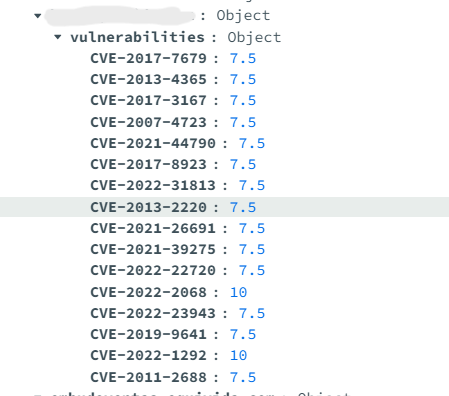 : Object
vulnerabilities : Object
CVE-2017-7679 : 7.5
CVE-2013-4365 : 7.5
CVE-2017-3167 : 7.5
CVE-2007-4723 : 7.5
CVE-2021-44790 : 7.5
CVE-2017-8923 : 7.5
CVE-2022-31813 : 7.5
CVE-2013-2220 : 7.5
CVE-2021-26691 : 7.5
CVE-2021-39275 : 7.5
CVE-2022-22720 : 7.5
CVE-2022-2068 : 10
CVE-2022-23943 : 7.5
CVE-2019-9641 : 7.5
CVE-2022-1292 : 10
CVE-2011-2688 : 7.5
: Object